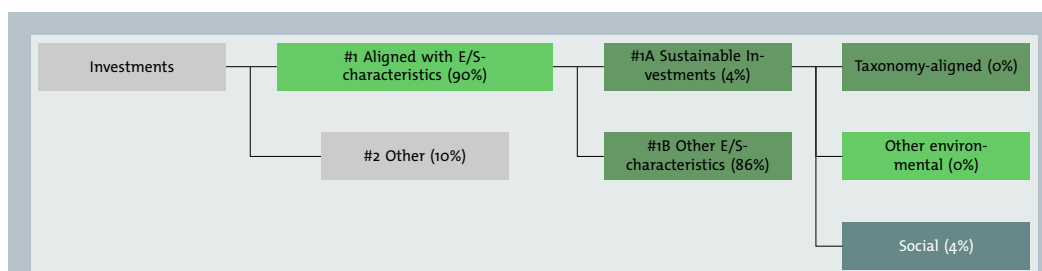 Investments
#1 Aligned with E/S-
characteristics (90%)
#1A Sustainable In-
vestments (4%)
Taxonomy-aligned (0%)
#2 Other (10%)
#1B Other E/S-
characteristics (86%)
Other environ-
mental (0%)
Social (4%)